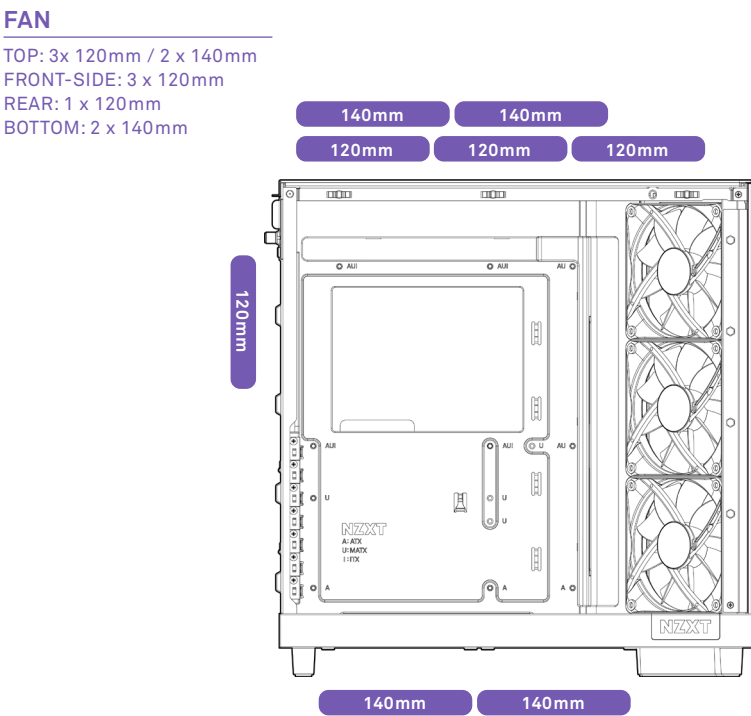 FAN
TOP: 3x 120mm / 2 x 140mm
FRONT-SIDE: 3 x 120mm
REAR: 1 x 120mm
BOTTOM: 2 x 140mm
140mm 140mm
120mm 120mm 120mm
120mm
AUI AUI AU
AUI AUI U AU
U U
U
NZXT
A: ATX
U: MATX
I : ITX
A A A
NZXT
140mm 140mm